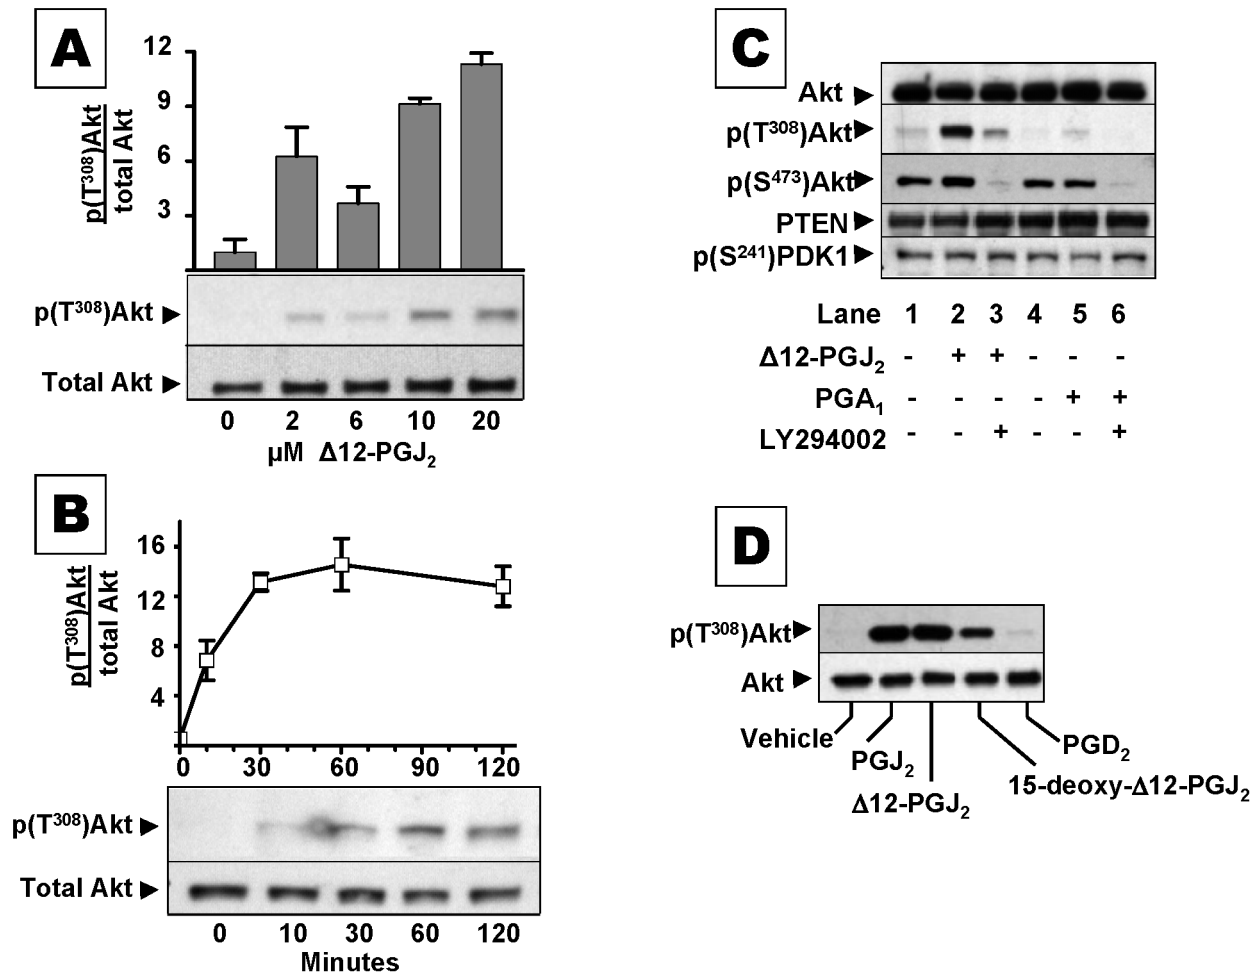 A
12
9
6
3
p(T308)Akt
total Akt
p(T308)Akt
Total Akt
0 2 6 10 20
µM Δ12-PGJ2
B
16
12
8
4
p(T308)Akt
total Akt
0 30 60 90 120
p(T308)Akt
Total Akt
0 10 30 60 120
Minutes
C
Akt
p(T308)Akt
p(S473)Akt
PTEN
p(S241)PDK1
Lane 1 2 3 4 5 6
Δ12-PGJ2 - + + - - -
PGA1 - - - - + +
LY294002 - - + - - +
D
p(T308)Akt
Akt
Vehicle
PGJ2
Δ12-PGJ2
15-deoxy-Δ12-PGJ2
PGD2